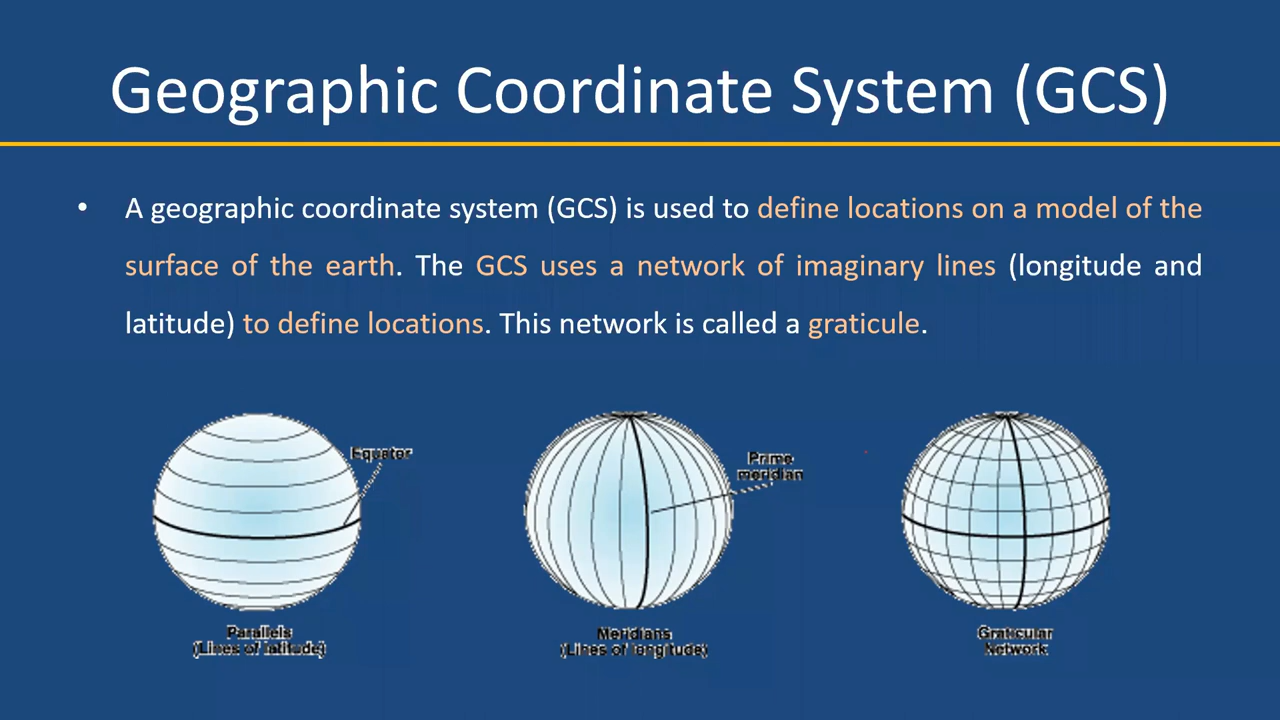 Geographic Coordinate System (GCS)
• A geographic coordinate system (GCS) is used to define locations on a model of the
surface of the earth. The GCS uses a network of imaginary lines (longitude and
latitude) to define locations. This network is called a graticule.
Equator
Prime
meridian
Parallels
(Lines of latitude)
Meridians
(Lines of longitude)
Graticular
Network